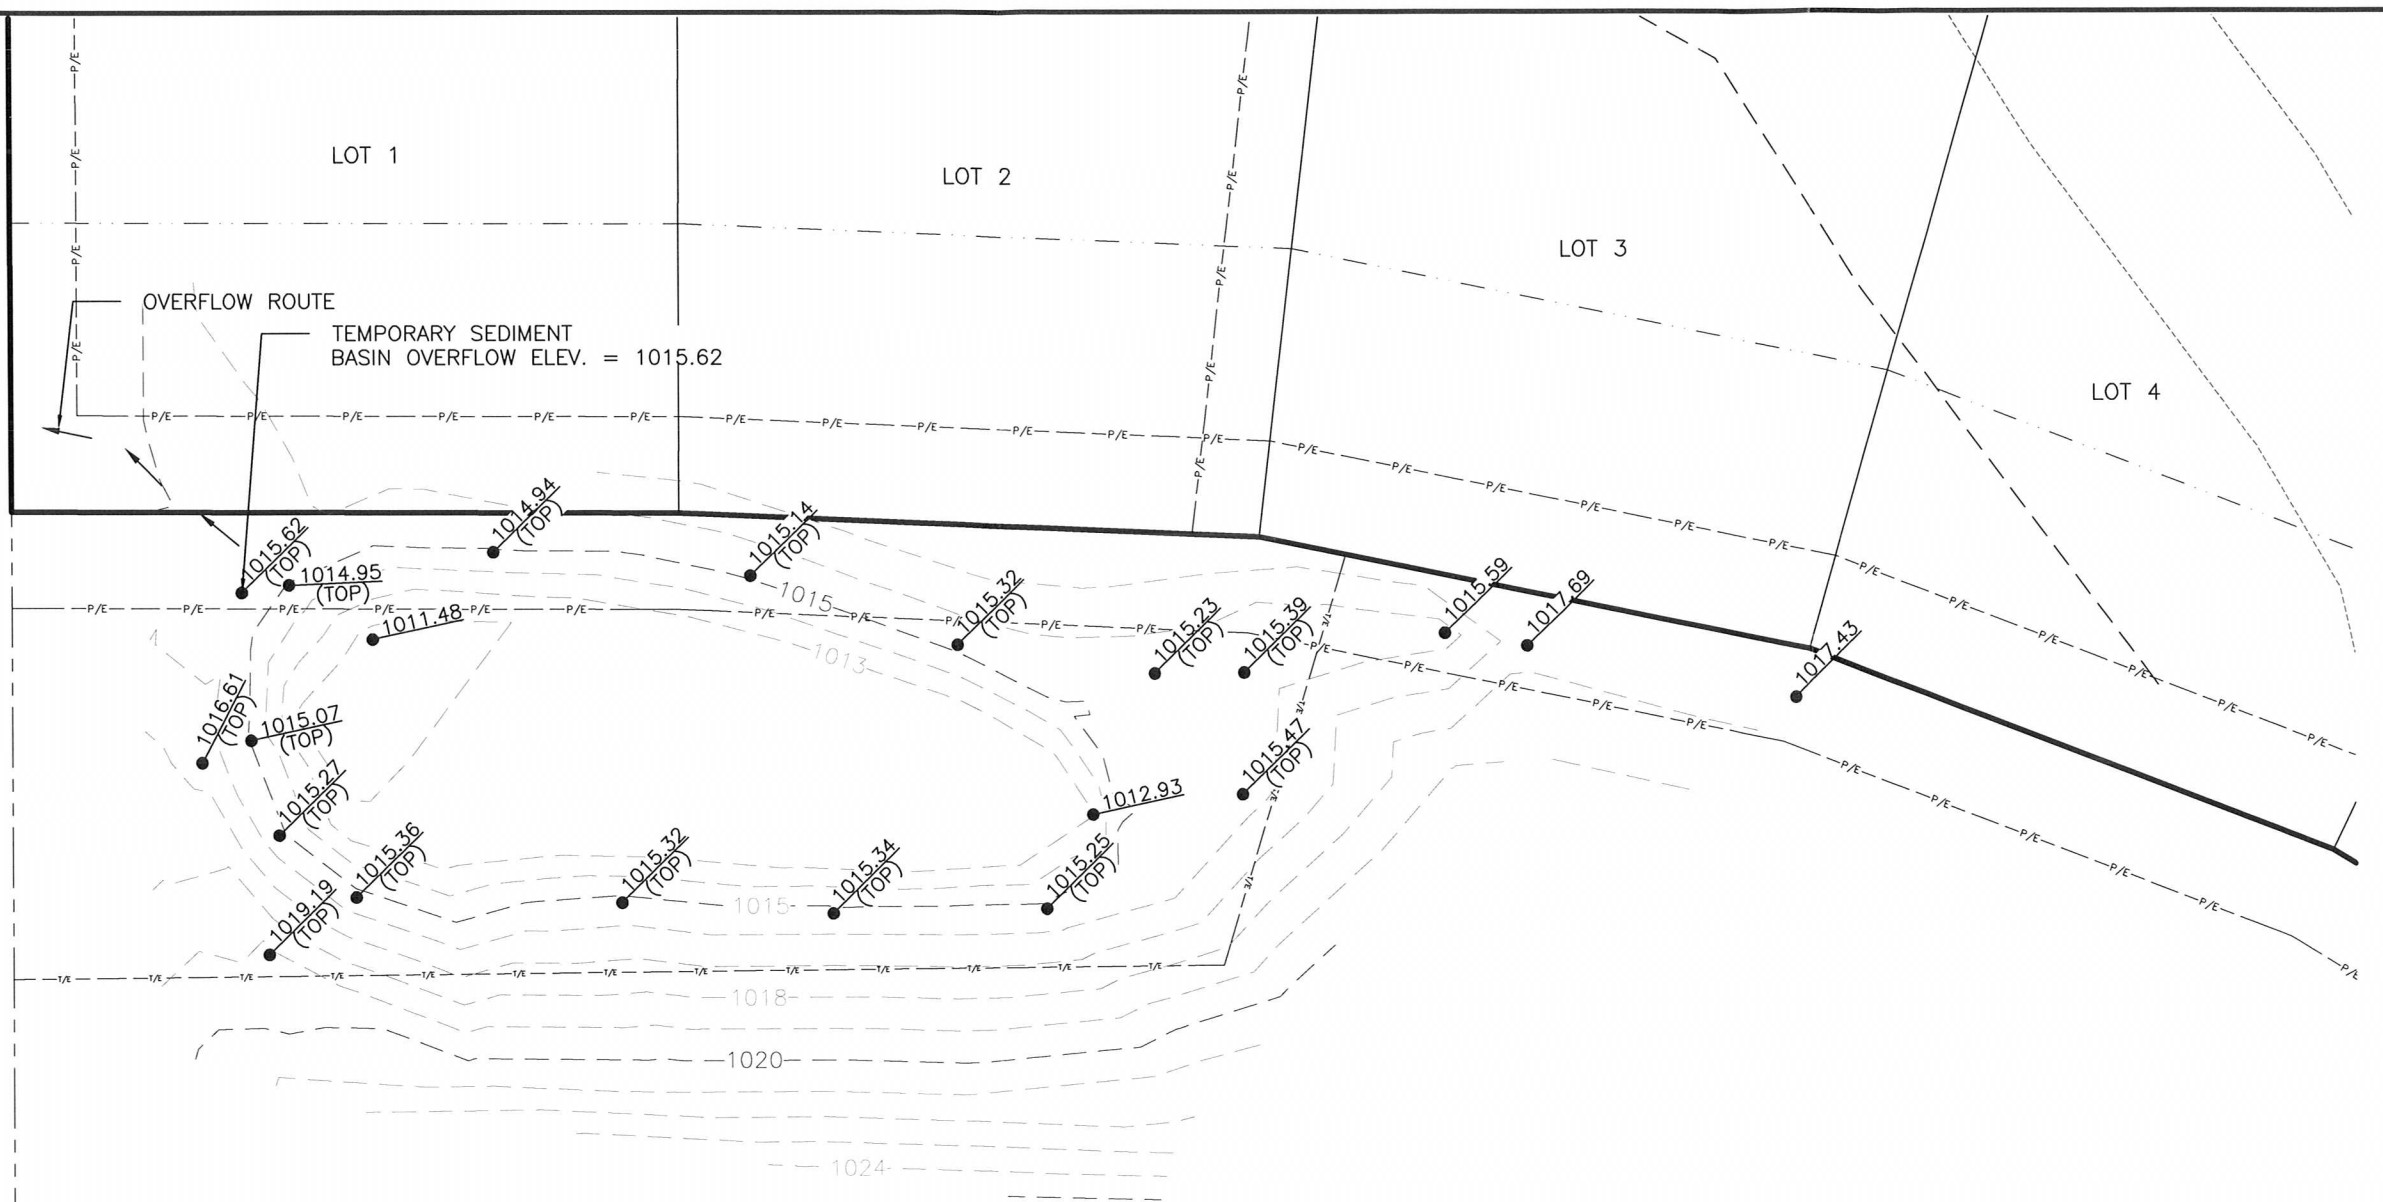 LOT 1
LOT 2
LOT 3
LOT 4
OVERFLOW ROUTE
TEMPORARY SEDIMENT
BASIN OVERFLOW ELEV. = 1015.62
P/E P/E P/E P/E
P/E P/E P/E P/E P/E
P/E P/E P/E P/E P/E P/E P/E P/E P/E P/E P/E P/E P/E P/E P/E P/E P/E P/E P/E P/E P/E P/E P/E P/E
1014.94
(TOP)
1015.62
(TOP)
1014.95
(TOP)
1015.14
(TOP)
1015
1015.32
(TOP)
1015.23
(TOP)
1015.39
(TOP)
1015.59
1017.69
1017.43
P/E P/E P/E P/E P/E P/E P/E P/E P/E P/E P/E P/E P/E P/E P/E P/E P/E P/E P/E P/E P/E P/E P/E P/E
1011.48
1013
1016.61
(TOP)
1015.07
(TOP)
1015.27
(TOP)
1015.47
(TOP)
1012.93
1015.36
(TOP)
1015.32
(TOP)
1015
1015.34
(TOP)
1015.25
(TOP)
1019.19
(TOP)
T/E T/E T/E T/E
T/E T/E T/E T/E T/E T/E T/E T/E T/E T/E T/E T/E T/E
1018
1020
1024